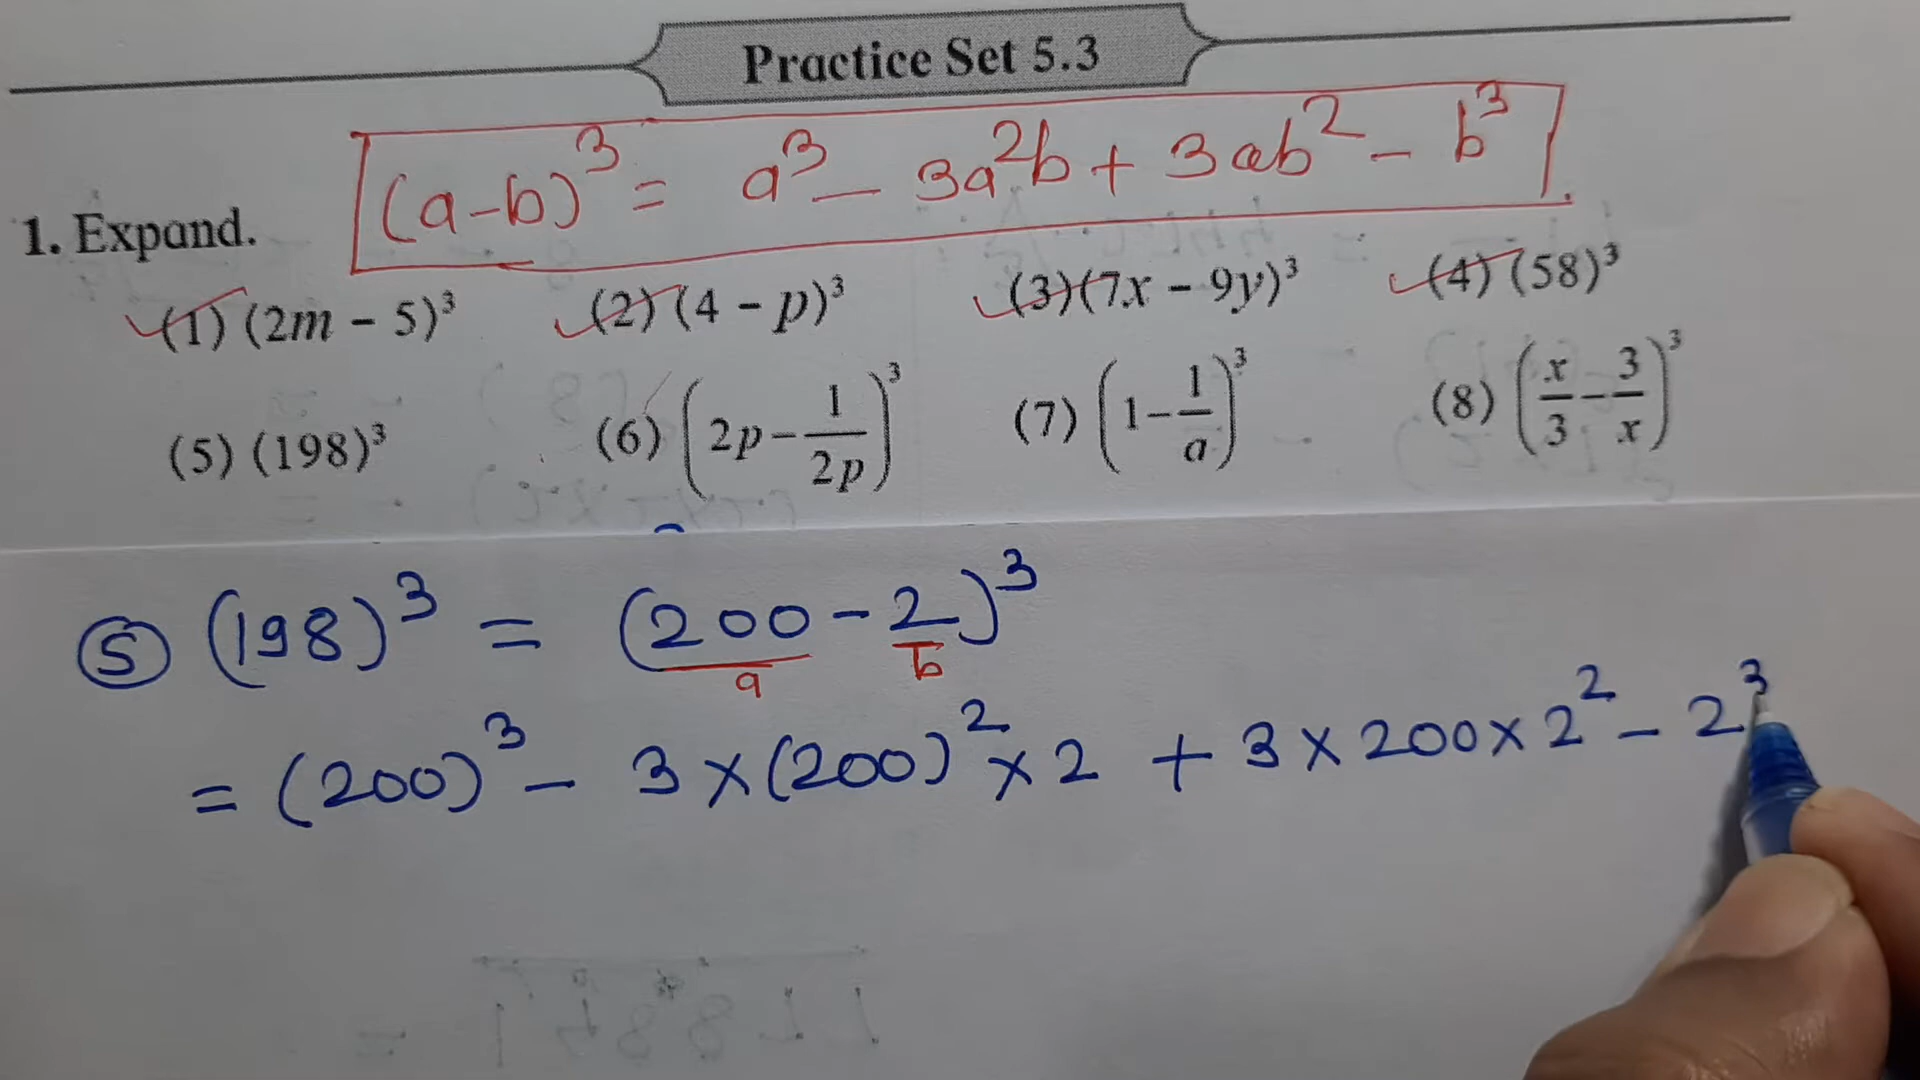 Practice Set 5.3
(a-b)³ = a³ - 3a²b + 3ab² - b³.
1. Expand.
(1) (2m - 5)³ (2) (4 - p)³ (3) (7x - 9y)³ (4) (58)³
(5) (198)³ (6) (2p - 1/2p)³ (7) (1 - 1/a)³ (8) (x/3 - 3/x)³
⑤ (198)³ = (200 - 2)³
a b
= (200)³ - 3 × (200)² × 2 + 3 × 200 × 2² - 2³